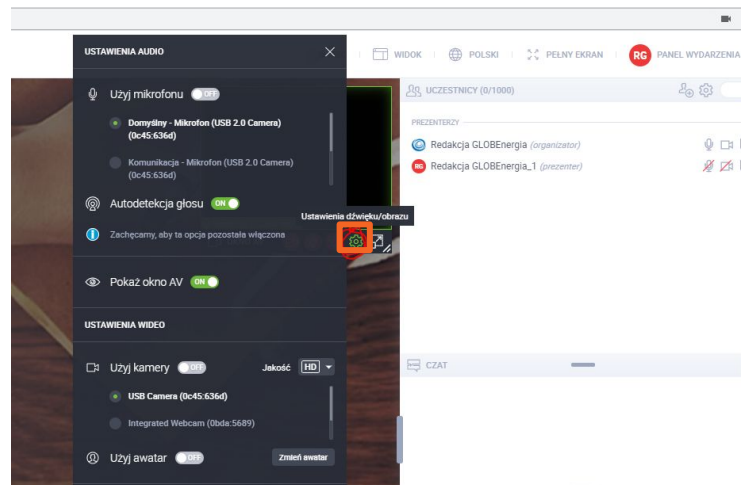 WIDOK
POLSKI
PEŁNY EKRAN
RG
PANEL WYDARZENIA
USTAWIENIA AUDIO
Użyj mikrofonu OFF
Domyślny - Mikrofon (USB 2.0 Camera)
(0c45:636d)
Komunikacja - Mikrofon (USB 2.0 Camera)
(0c45:636d)
Autodetekcja głosu ON
Zachęcamy, aby ta opcja pozostała włączona
Ustawienia dźwięku/obrazu
Pokaż okno AV ON
USTAWIENIA WIDEO
Użyj kamery OFF Jakość HD
USB Camera (0c45:636d)
Integrated Webcam (0bda:5689)
Użyj awatar OFF Zmień awatar
UCZESTNICY (0/1000)
PREZENTERZY
Redakcja GLOBEnergia (organizator)
RG Redakcja GLOBEnergia_1 (prezenter)
CZAT